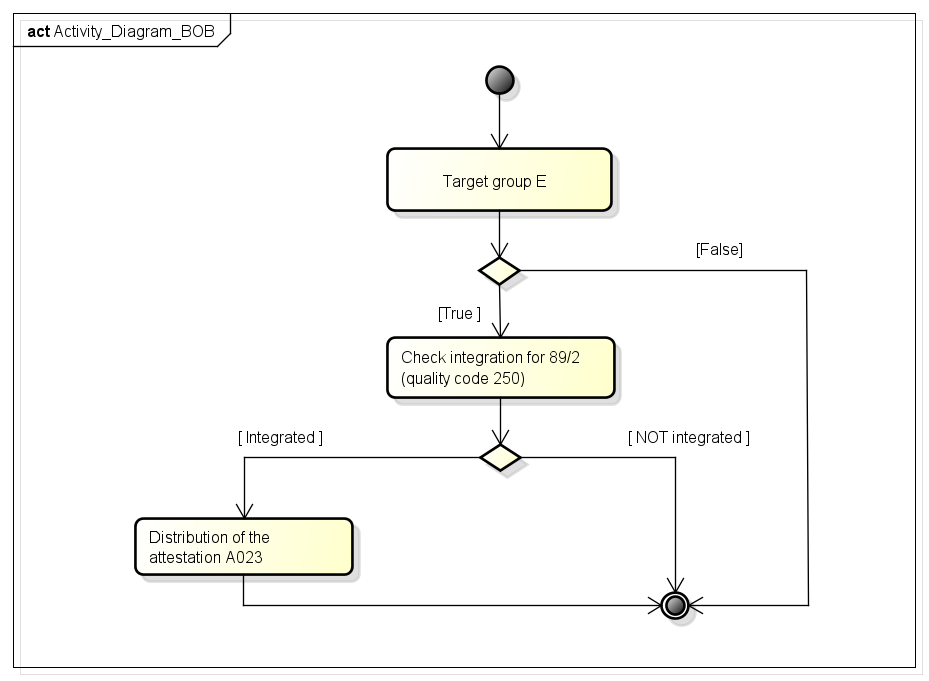 act Activity_Diagram_BOB
Target group E
[False]
[True ]
Check integration for 89/2
(quality code 250)
[ Integrated ]
[ NOT integrated ]
Distribution of the
attestation A023